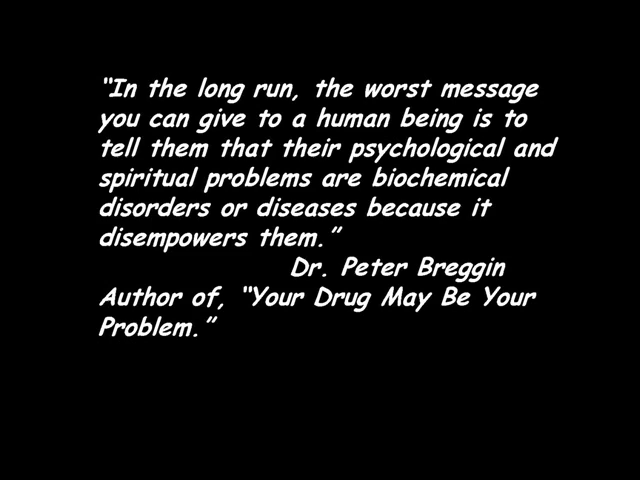 “In the long run, the worst message
you can give to a human being is to
tell them that their psychological and
spiritual problems are biochemical
disorders or diseases because it
disempowers them.”
Dr. Peter Breggin
Author of, “Your Drug May Be Your
Problem.”